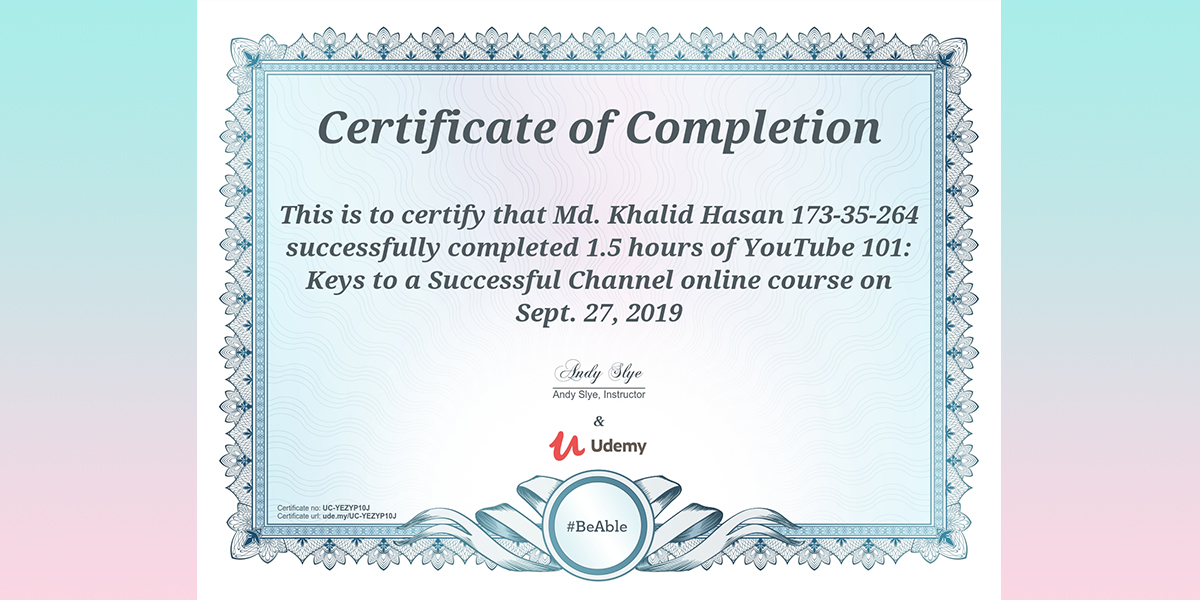 Certificate of Completion
This is to certify that Md. Khalid Hasan 173-35-264
successfully completed 1.5 hours of YouTube 101:
Keys to a Successful Channel online course on
Sept. 27, 2019
Andy Slye
Andy Slye, Instructor
&
Udemy
Certificate no: UC-YEZYP10J
Certificate url: ude.my/UC-YEZYP10J
#BeAble